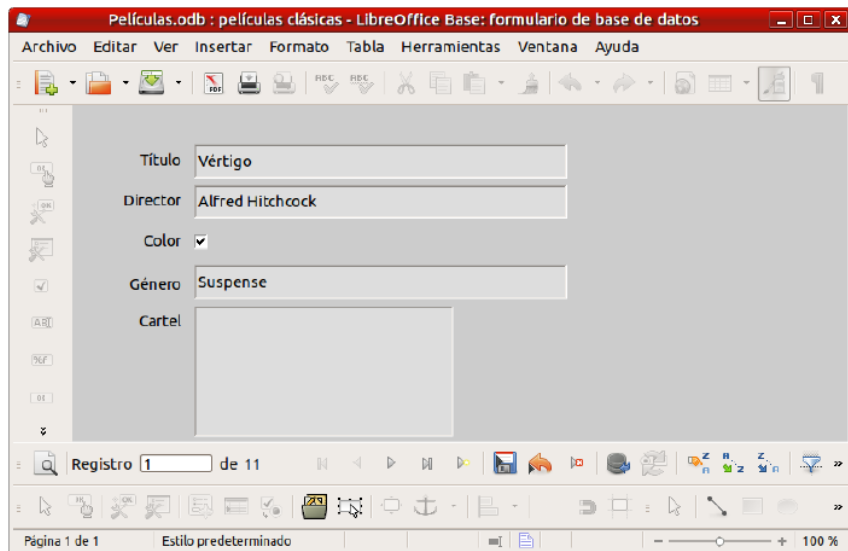 Películas.odb : películas clásicas - LibreOffice Base: formulario de base de datos
Archivo Editar Ver Insertar Formato Tabla Herramientas Ventana Ayuda
Título Vértigo
Director Alfred Hitchcock
Color
Género Suspense
Cartel
Registro 1 de 11
Página 1 de 1 Estilo predeterminado 100 %